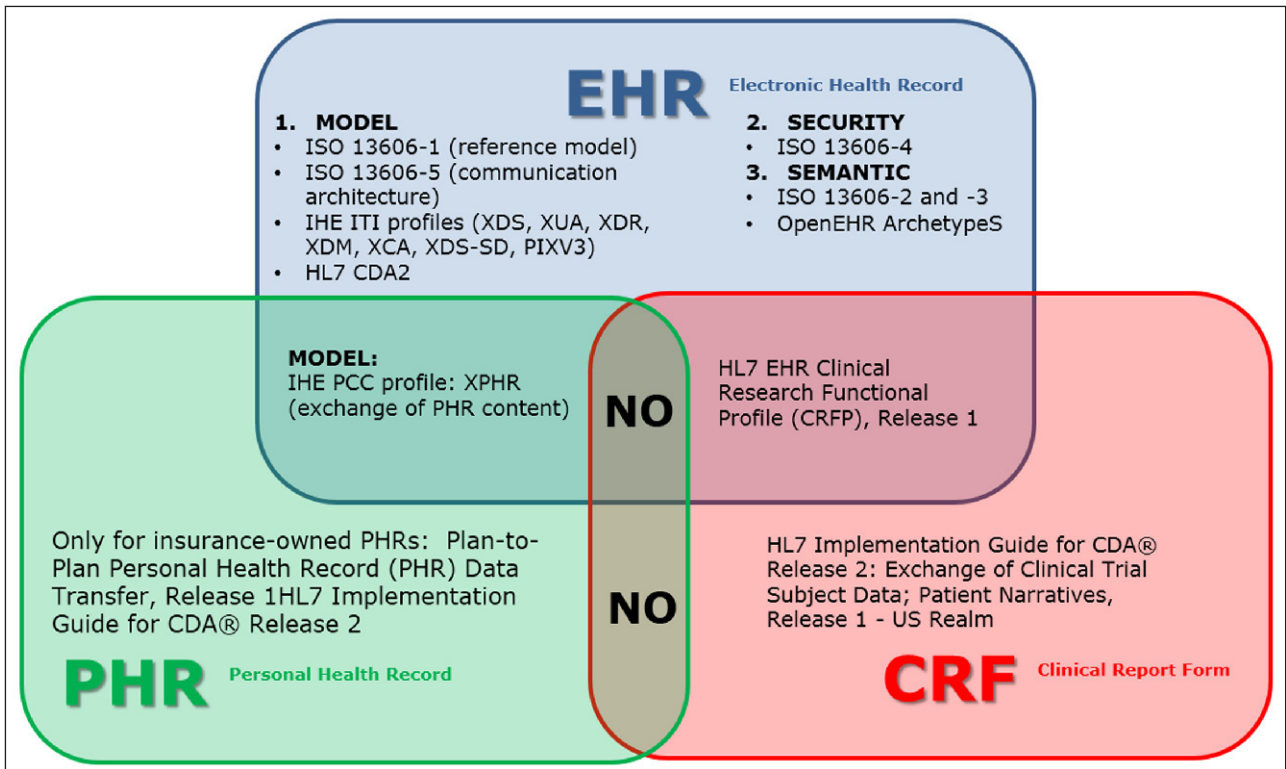 EHR Electronic Health Record
1. MODEL
• ISO 13606-1 (reference model)
• ISO 13606-5 (communication
architecture)
• IHE ITI profiles (XDS, XUA, XDR,
XDM, XCA, XDS-SD, PIXV3)
• HL7 CDA2
2. SECURITY
• ISO 13606-4
3. SEMANTIC
• ISO 13606-2 and -3
• OpenEHR ArchetypeS
MODEL:
IHE PCC profile: XPHR
(exchange of PHR content)
NO
HL7 EHR Clinical
Research Functional
Profile (CRFP), Release 1
Only for insurance-owned PHRs: Plan-to-
Plan Personal Health Record (PHR) Data
Transfer, Release 1HL7 Implementation
Guide for CDA® Release 2
NO
HL7 Implementation Guide for CDA®
Release 2: Exchange of Clinical Trial
Subject Data; Patient Narratives,
Release 1 - US Realm
PHR Personal Health Record
CRF Clinical Report Form